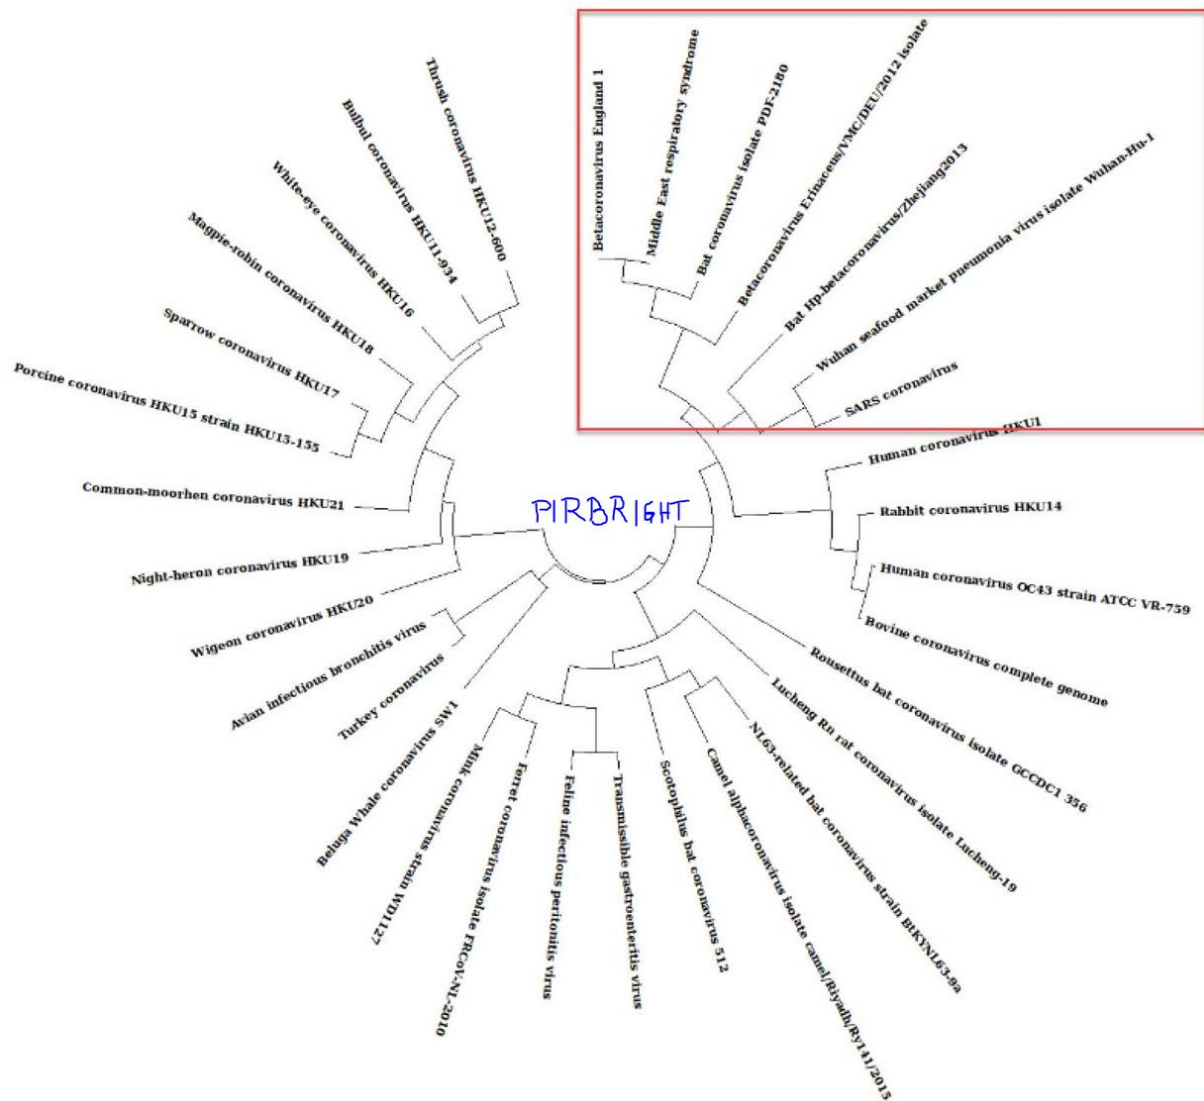 Betacoronavirus England 1
Middle East respiratory syndrome
Bat coronavirus isolate PDF-2180
Betacoronavirus Erinaceus/VMC/DEU/2012 isolate
Bat Hp-betacoronavirus/Zhejiang2013
Wuhan seafood market pneumonia virus isolate Wuhan-Hu-1
SARS coronavirus
Human coronavirus HKU1
Rabbit coronavirus HKU14
Human coronavirus OC43 strain ATCC VR-759
Bovine coronavirus complete genome
Rousettus bat coronavirus isolate GCCDC1 356
Lucheng Rn rat coronavirus isolate Lucheng-19
NL63-related bat coronavirus strain BtKYNL63-9a
Camel alphacoronavirus isolate camel/Riyadh/Ry141/2015
Scotophilus bat coronavirus 512
Transmissible gastroenteritis virus
Feline infectious peritonitis virus
Ferret coronavirus isolate FRCoV-NL-2010
Mink coronavirus strain WD1127
Beluga Whale coronavirus SW1
Turkey coronavirus
Avian infectious bronchitis virus
Wigeon coronavirus HKU20
Night-heron coronavirus HKU19
Common-moorhen coronavirus HKU21
Porcine coronavirus HKU15 strain HKU15-155
Sparrow coronavirus HKU17
Magpie-robin coronavirus HKU18
White-eye coronavirus HKU16
Bulbul coronavirus HKU11-934
Thrush coronavirus HKU12-600
PIRBRIGHT